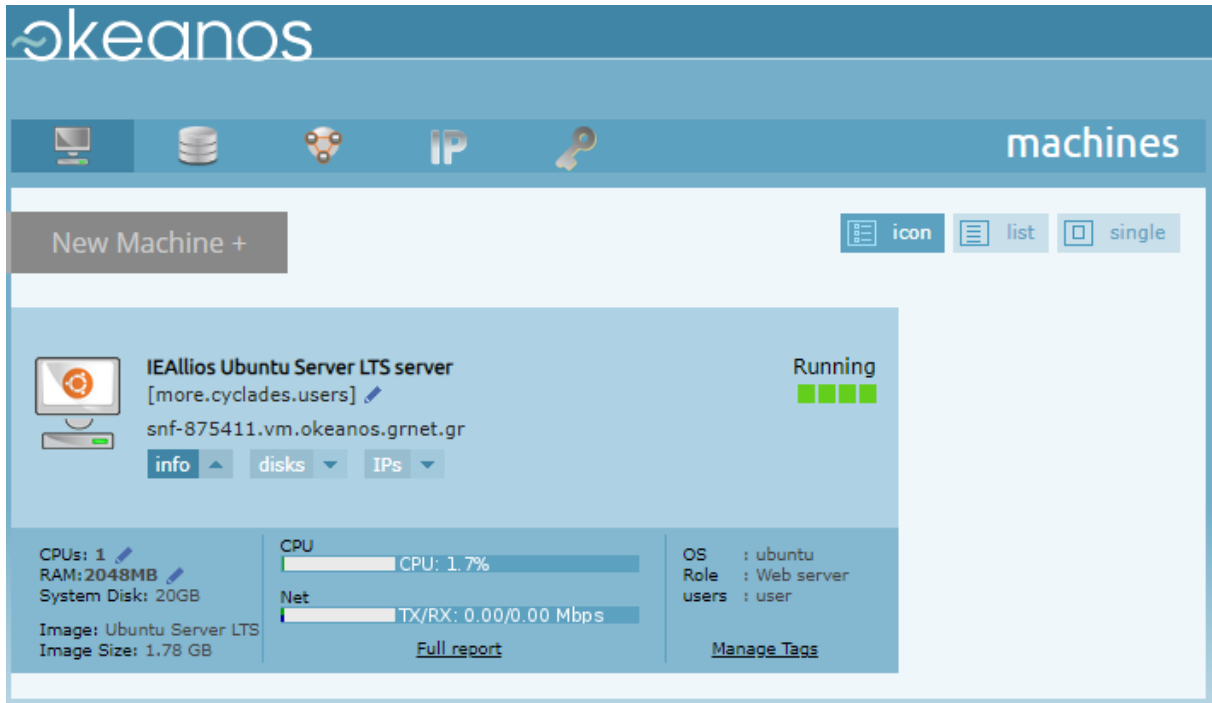 ~okeanos
IP
machines
New Machine +
icon
list
single
IEAllios Ubuntu Server LTS server
Running
[more.cyclades.users]
snf-875411.vm.okeanos.grnet.gr
info
disks
IPs
CPUs: 1
RAM:2048MB
System Disk: 20GB
Image: Ubuntu Server LTS
Image Size: 1.78 GB
CPU
CPU: 1.7%
Net
TX/RX: 0.00/0.00 Mbps
Full report
OS : ubuntu
Role : Web server
users : user
Manage Tags